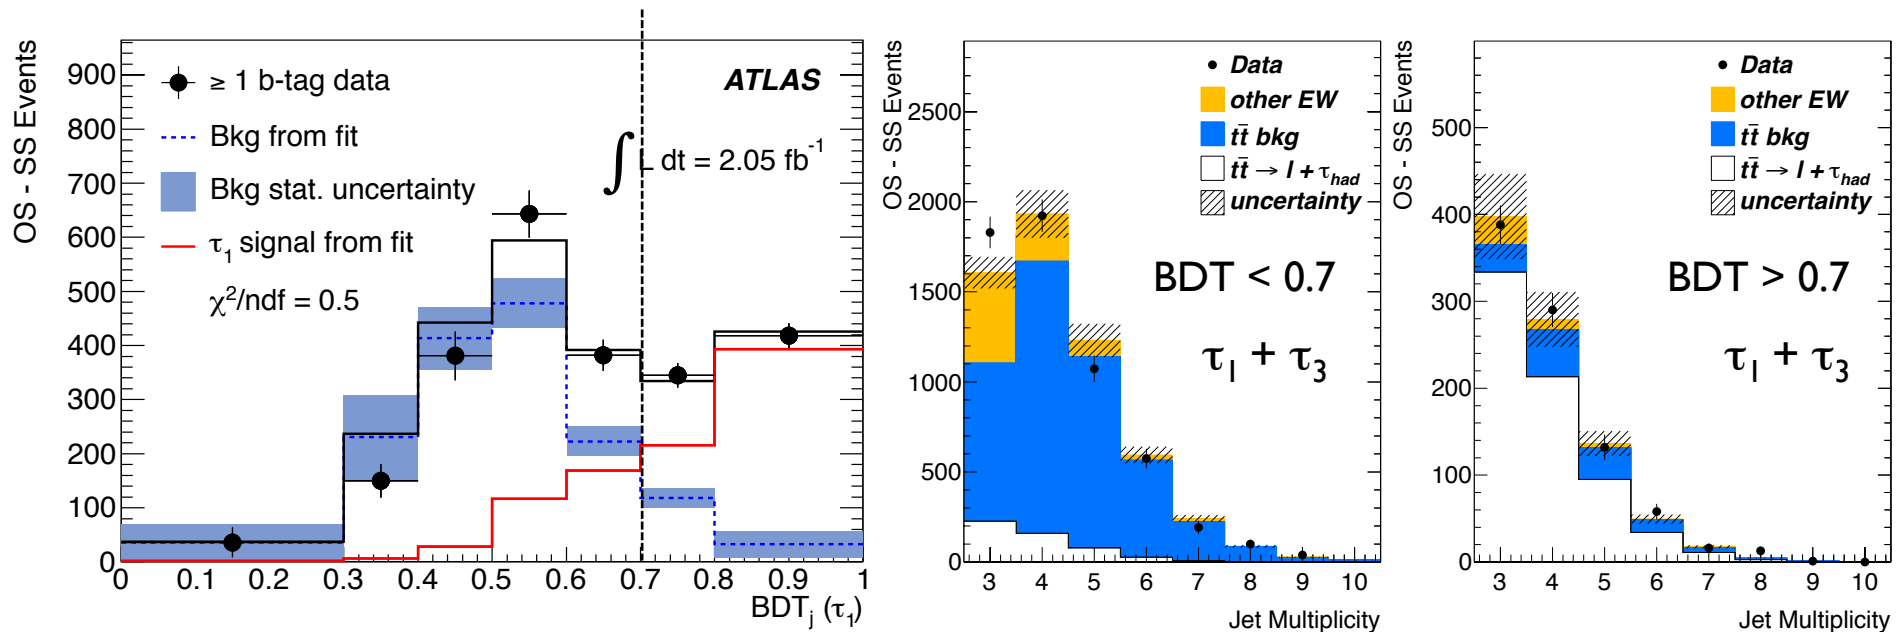 OS - SS Events
900
800
700
600
500
400
300
200
100
0
≥ 1 b-tag data
Bkg from fit
Bkg stat. uncertainty
τ₁ signal from fit
χ²/ndf = 0.5
ATLAS
∫ L dt = 2.05 fb⁻¹
0 0.1 0.2 0.3 0.4 0.5 0.6 0.7 0.8 0.9 1
BDTⱼ (τ₁)
OS - SS Events
2500
2000
1500
1000
500
0
Data
other EW
tt̄ bkg
tt̄ → l + τ_had
uncertainty
BDT < 0.7
τ₁ + τ₃
3 4 5 6 7 8 9 10
Jet Multiplicity
OS - SS Events
500
400
300
200
100
0
Data
other EW
tt̄ bkg
tt̄ → l + τ_had
uncertainty
BDT > 0.7
τ₁ + τ₃
3 4 5 6 7 8 9 10
Jet Multiplicity